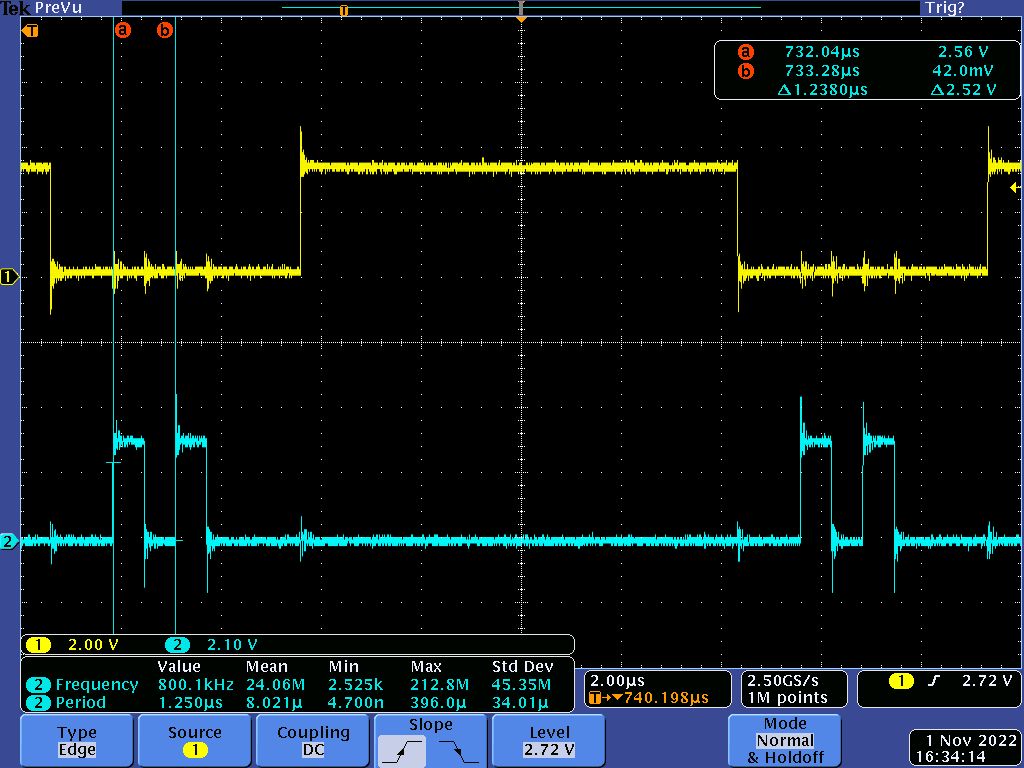 Tek PreVu Trig?
T a b
a 732.04µs 2.56 V
b 733.28µs 42.0mV
Δ1.2380µs Δ2.52 V
1
2
1 2.00 V 2 2.10 V
Value Mean Min Max Std Dev
2 Frequency 800.1kHz 24.06M 2.525k 212.8M 45.35M
2 Period 1.250µs 8.021µ 4.700n 396.0µ 34.01µ
2.00µs
T→▼740.198µs
2.50GS/s
1M points
1 2.72 V
Type
Edge
Source
1
Coupling
DC
Slope
Level
2.72 V
Mode
Normal
& Holdoff
1 Nov 2022
16:34:14